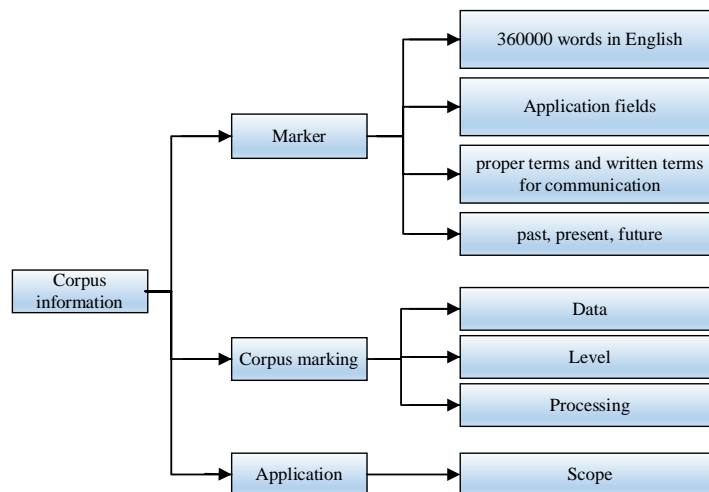 Corpus
information
Marker
360000 words in English
Application fields
proper terms and written terms
for communication
past, present, future
Corpus marking
Data
Level
Processing
Application
Scope